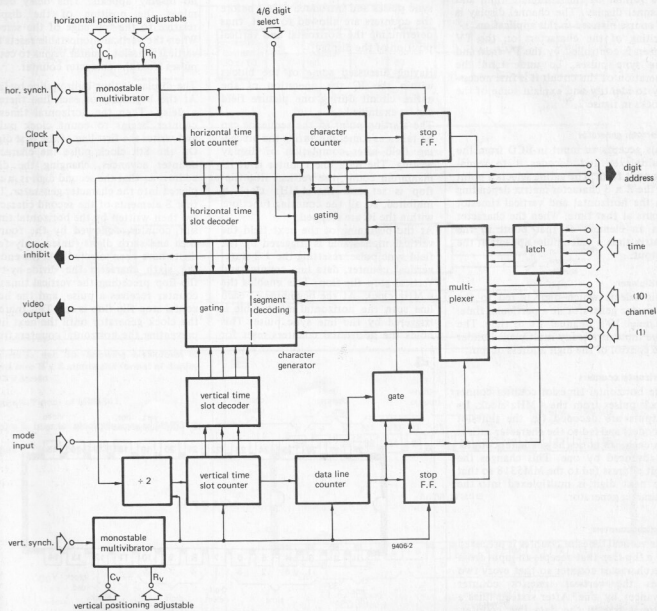 horizontal positioning adjustable
4/6 digit
select
Ch
Rh
hor. synch.
monostable
multivibrator
Clock
input
horizontal time
slot counter
character
counter
stop
F.F.
digit
address
horizontal time
slot decoder
gating
Clock
inhibit
latch
time
video
output
gating
segment
decoding
multi-
plexer
(10)
channel
(1)
character
generator
vertical time
slot decoder
gate
mode
input
÷ 2
vertical time
slot counter
data line
counter
stop
F.F.
vert. synch.
monostable
multivibrator
9406-2
Cv
Rv
vertical positioning adjustable